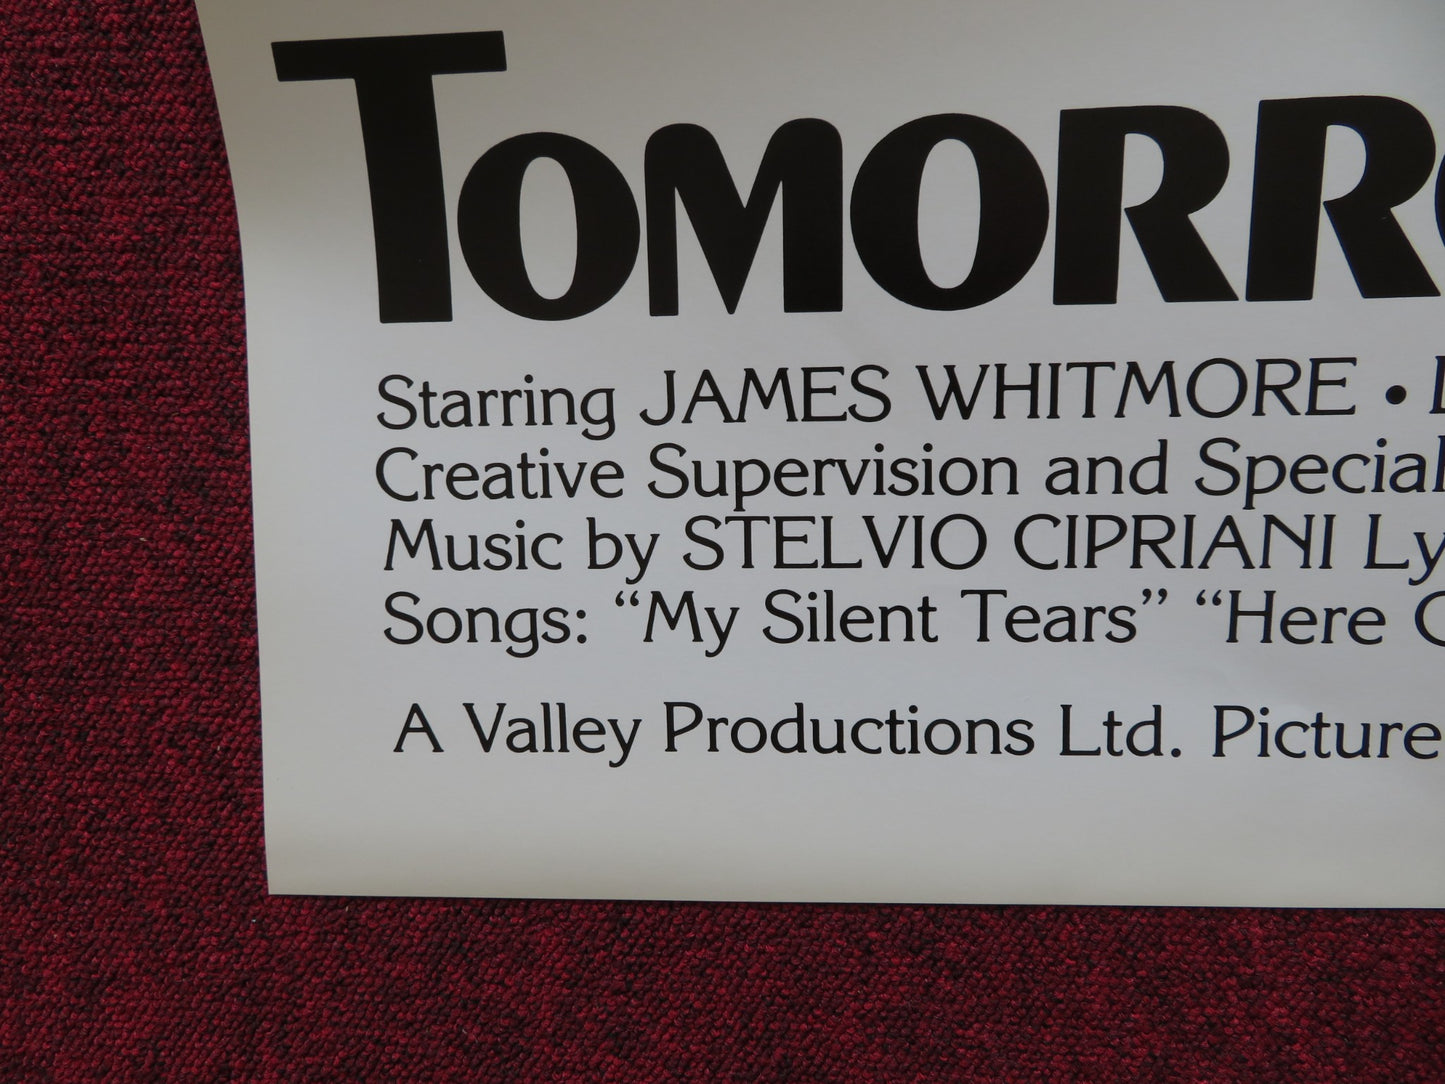 TOMORR
Starring JAMES WHITMORE •
Creative Supervision and Special
Music by STELVIO CIPRIANI Ly
Songs: “My Silent Tears” “Here
A Valley Productions Ltd. Picture